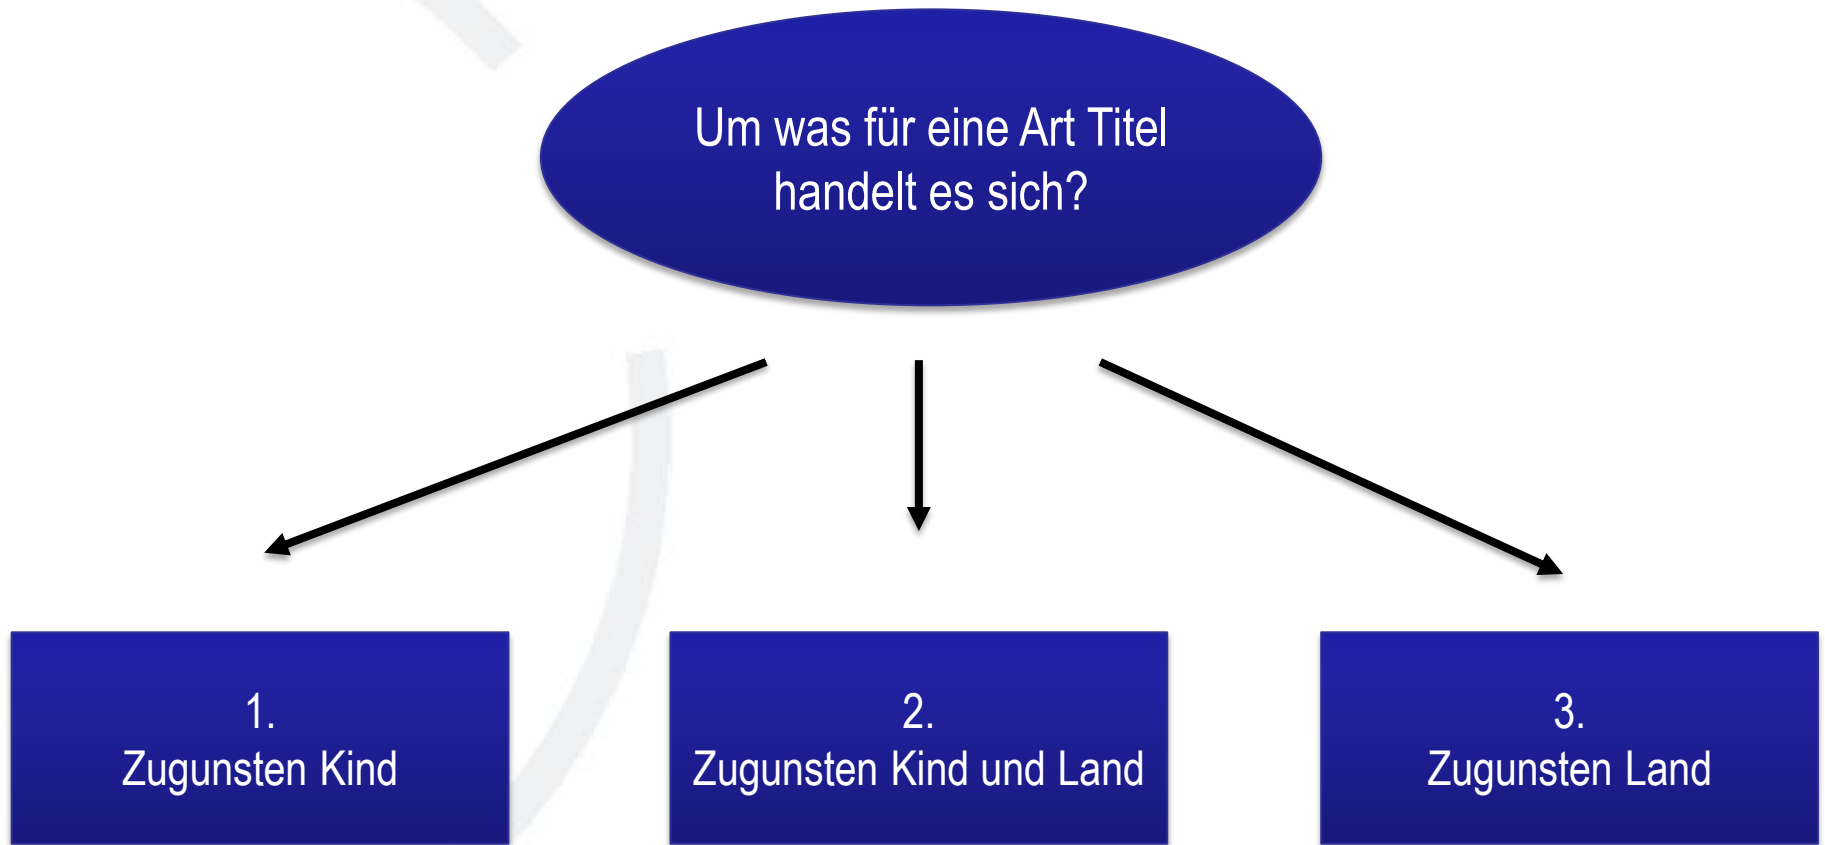 Um was für eine Art Titel
handelt es sich?
1.
Zugunsten Kind
2.
Zugunsten Kind und Land
3.
Zugunsten Land